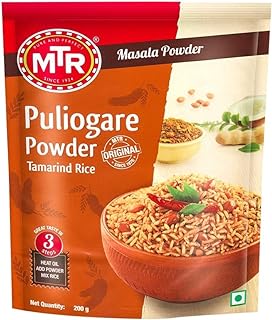 PURE AND PERFECT
MTR
SINCE 1924
Masala Powder
Puliogare
Powder
Tamarind Rice
MTR
ORIGINAL
GREAT TASTE IN
3
steps
HEAT OIL
ADD POWDER
MIX RICE
Net Quantity: 200 g